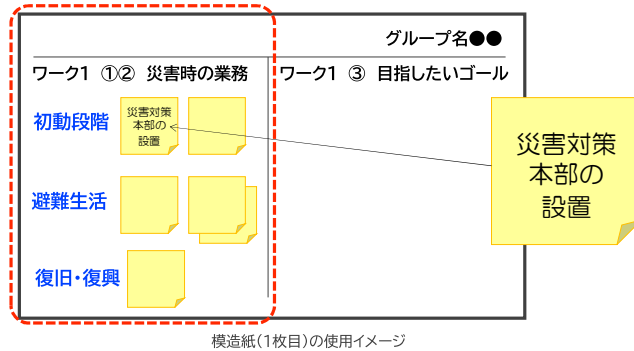 グループ名●●
ワーク1 ①② 災害時の業務
ワーク1 ③ 目指したいゴール
初動段階
災害対策
本部の
設置
災害対策
本部の
設置
避難生活
復旧・復興
模造紙(1枚目)の使用イメージ